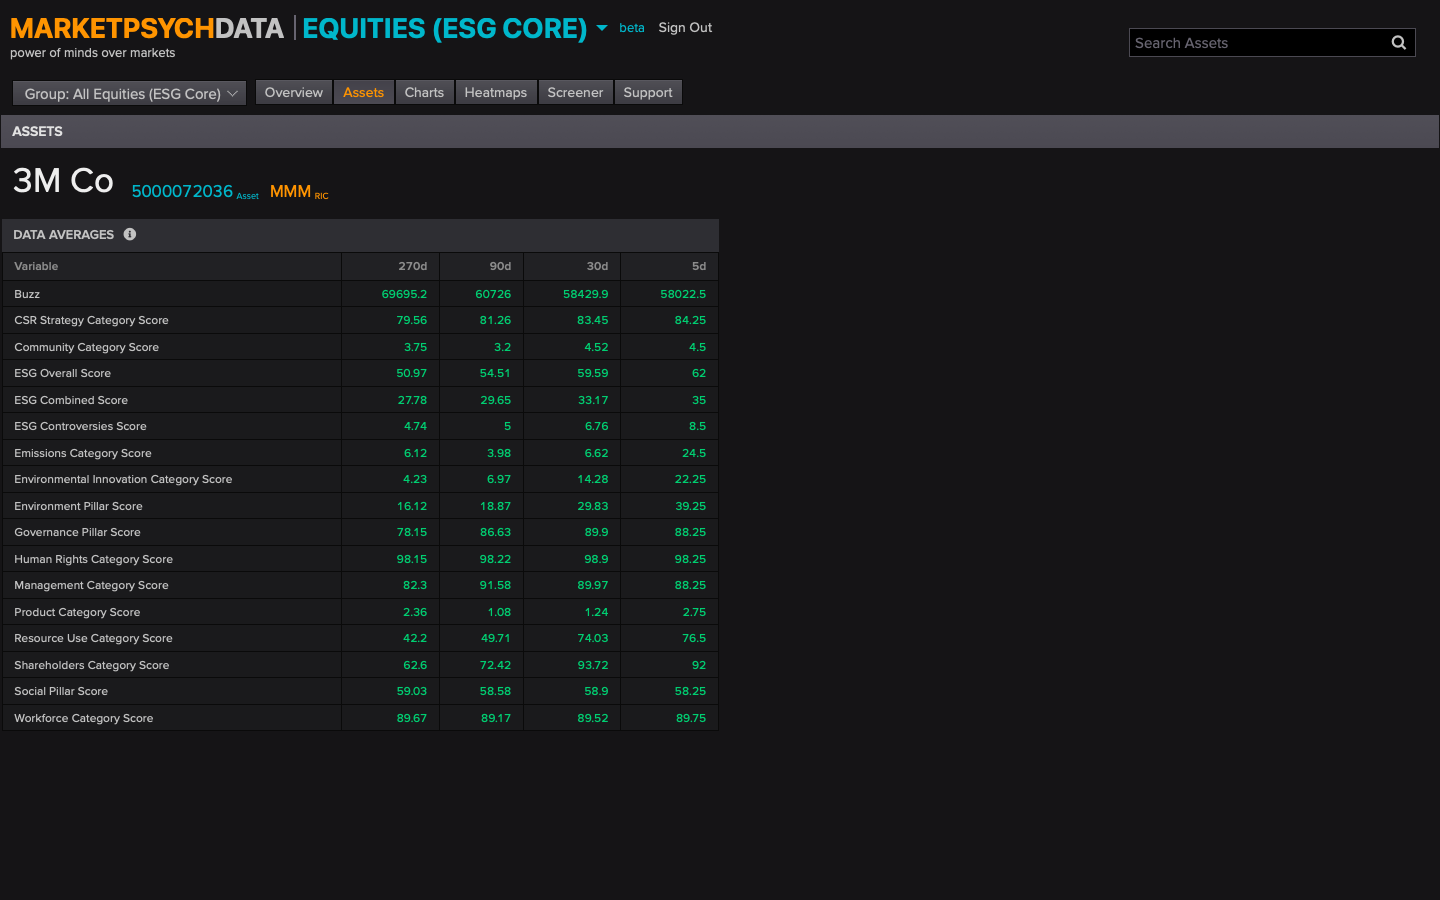 MARKETPSYCHDATA | EQUITIES (ESG CORE) beta Sign Out
power of minds over markets
Search Assets
Group: All Equities (ESG Core) Overview Assets Charts Heatmaps Screener Support
ASSETS
3M Co 5000072036 Asset MMM RIC
DATA AVERAGES
Variable 270d 90d 30d 5d
Buzz 69695.2 60726 58429.9 58022.5
CSR Strategy Category Score 79.56 81.26 83.45 84.25
Community Category Score 3.75 3.2 4.52 4.5
ESG Overall Score 50.97 54.51 59.59 62
ESG Combined Score 27.78 29.65 33.17 35
ESG Controversies Score 4.74 5 6.76 8.5
Emissions Category Score 6.12 3.98 6.62 24.5
Environmental Innovation Category Score 4.23 6.97 14.28 22.25
Environment Pillar Score 16.12 18.87 29.83 39.25
Governance Pillar Score 78.15 86.63 89.9 88.25
Human Rights Category Score 98.15 98.22 98.9 98.25
Management Category Score 82.3 91.58 89.97 88.25
Product Category Score 2.36 1.08 1.24 2.75
Resource Use Category Score 42.2 49.71 74.03 76.5
Shareholders Category Score 62.6 72.42 93.72 92
Social Pillar Score 59.03 58.58 58.9 58.25
Workforce Category Score 89.67 89.17 89.52 89.75